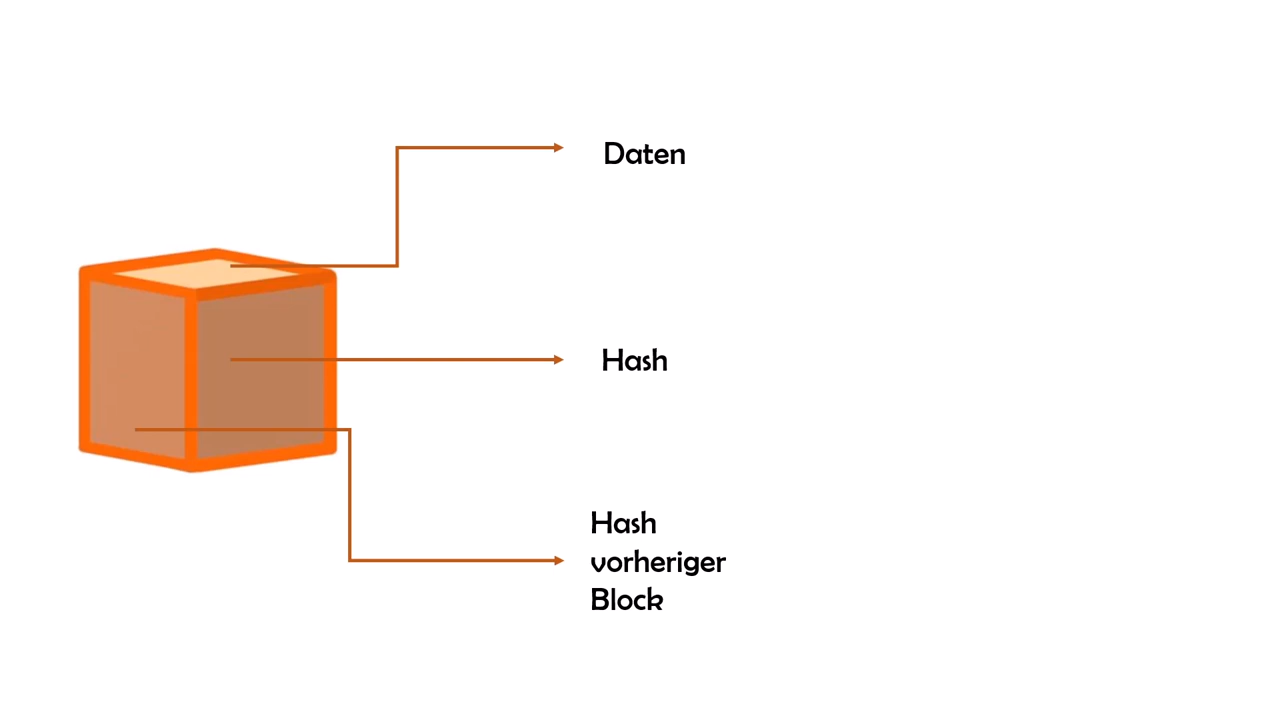 Daten
Hash
Hash
vorheriger
Block